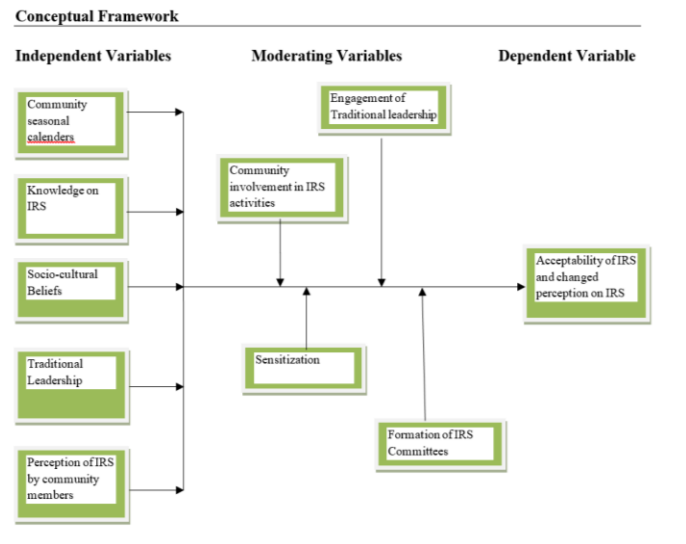 Conceptual Framework
Independent Variables
Moderating Variables
Dependent Variable
Community
seasonal
calenders
Knowledge on
IRS
Socio-cultural
Beliefs
Traditional
Leadership
Perception of IRS
by community
members
Engagement of
Traditional leadership
Community
involvement in IRS
activities
Sensitization
Formation of IRS
Committees
Acceptability of IRS
and changed
perception on IRS